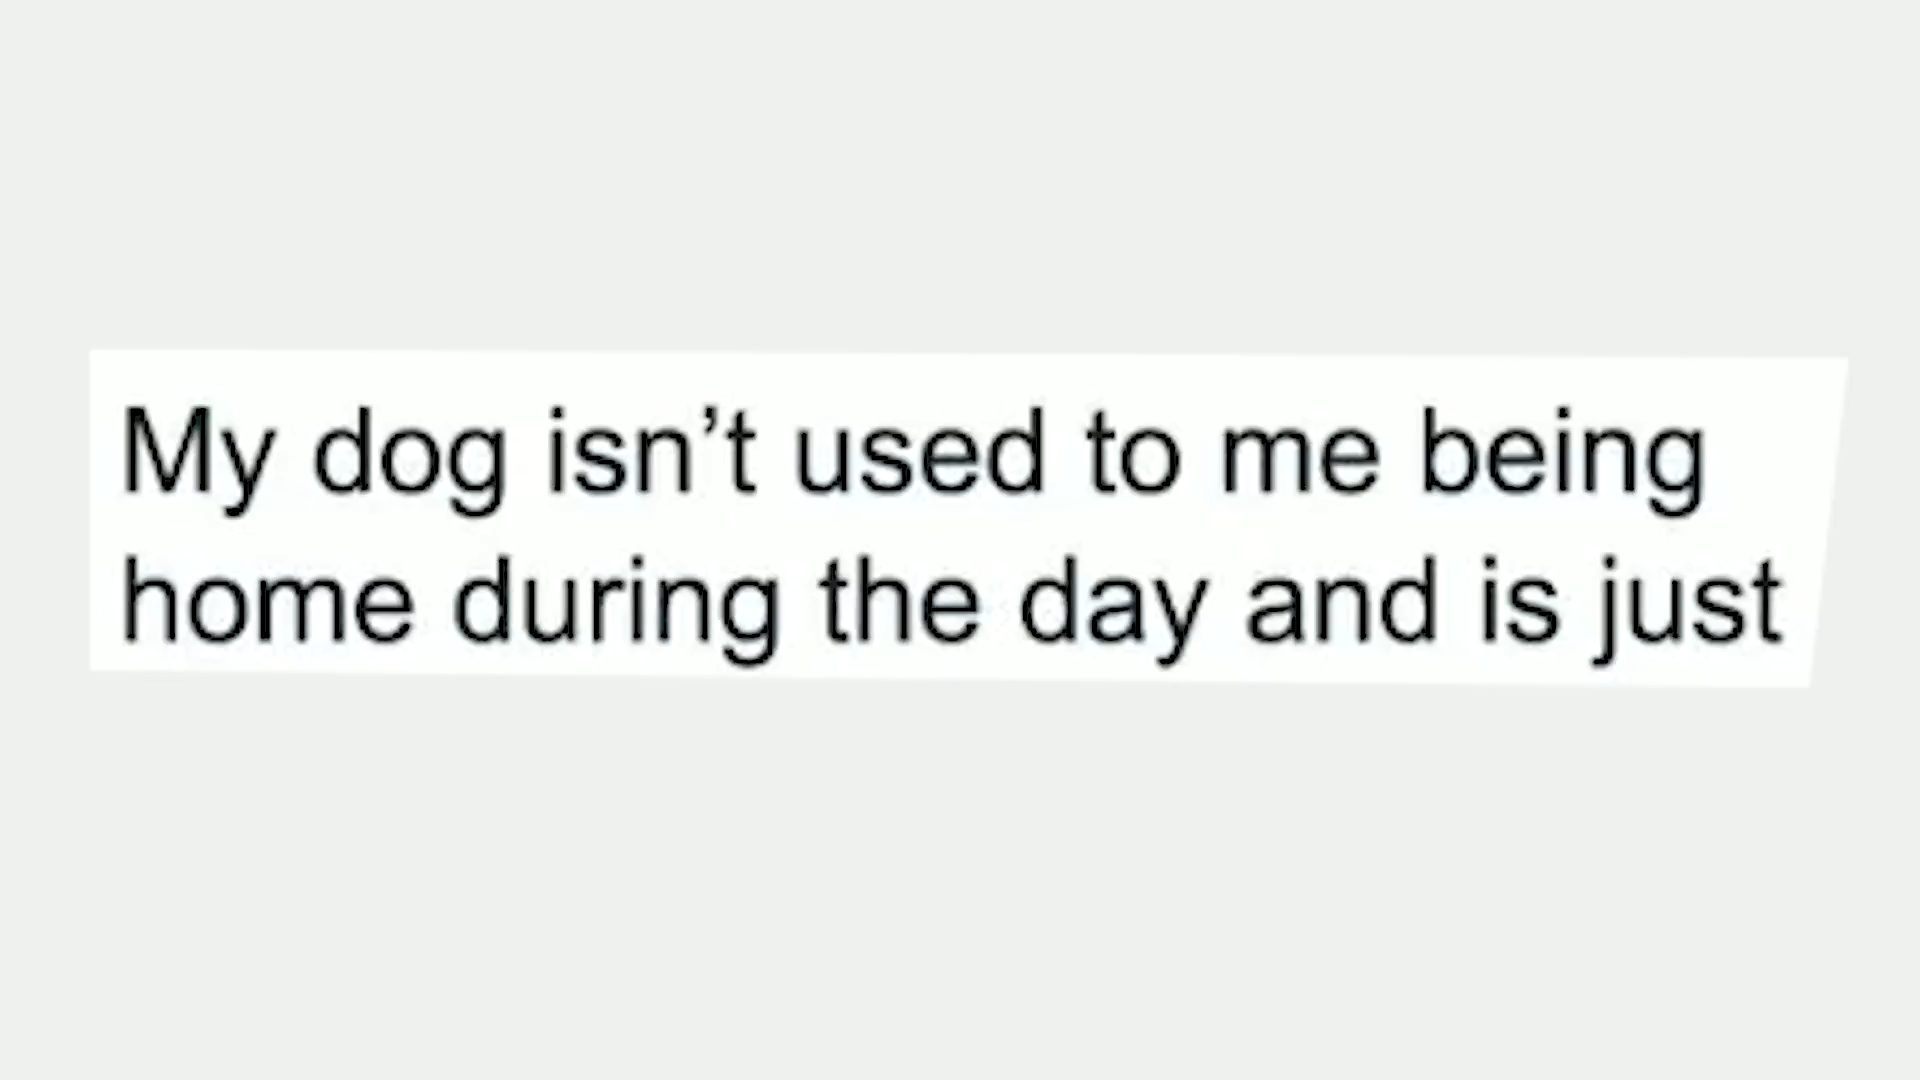 My dog isn’t used to me being
home during the day and is just